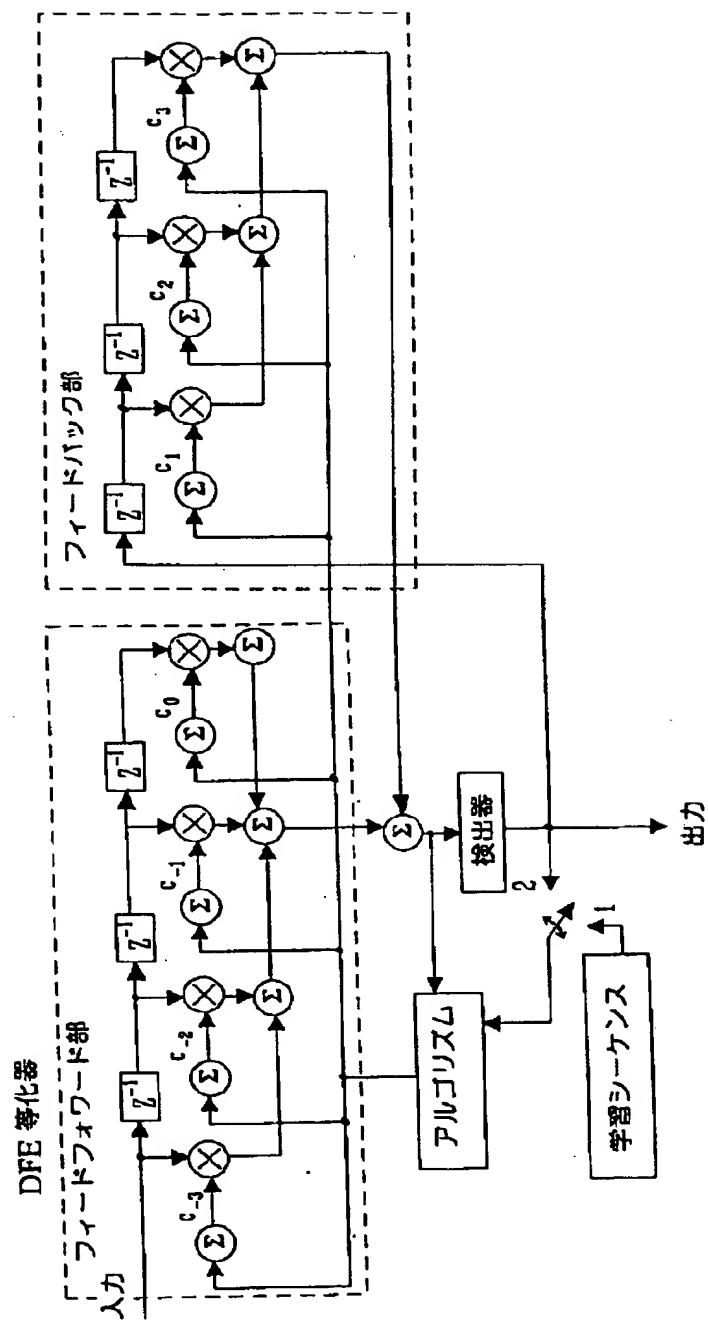 DFE 等化器
フィードフォワード部
フィードバック部
入力
Z⁻¹
Z⁻¹
Z⁻¹
Z⁻¹
Z⁻¹
Z⁻¹
C₋₃
C₋₂
C₋₁
C₀
C₁
C₂
C₃
Σ
Σ
Σ
Σ
Σ
Σ
Σ
Σ
Σ
Σ
Σ
Σ
Σ
Σ
アルゴリズム
検出器
2
1
学習シーケンス
出力